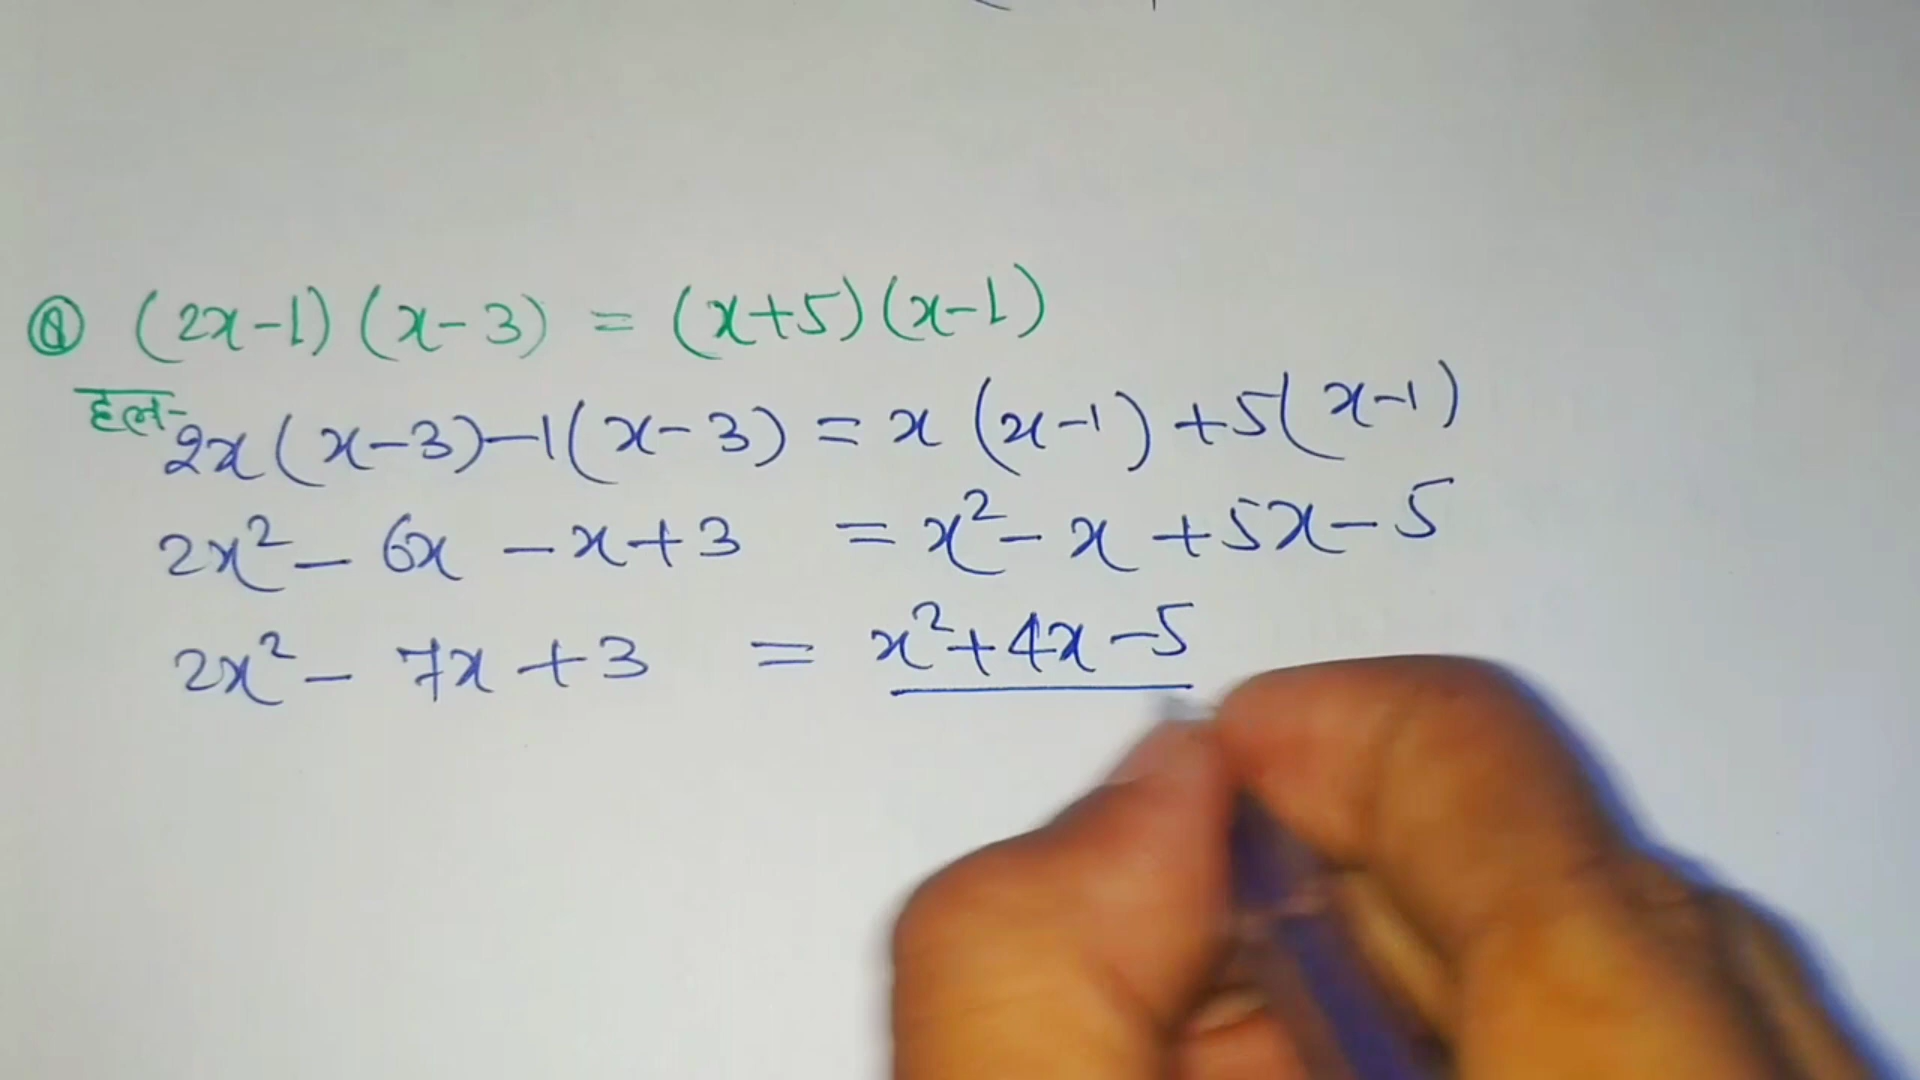 Ⓠ (2x-1)(x-3) = (x+5)(x-1)
हल- 2x(x-3)-1(x-3) = x(x-1)+5(x-1)
2x² - 6x - x+3 = x² - x +5x-5
2x² - 7x+3 = x²+4x-5